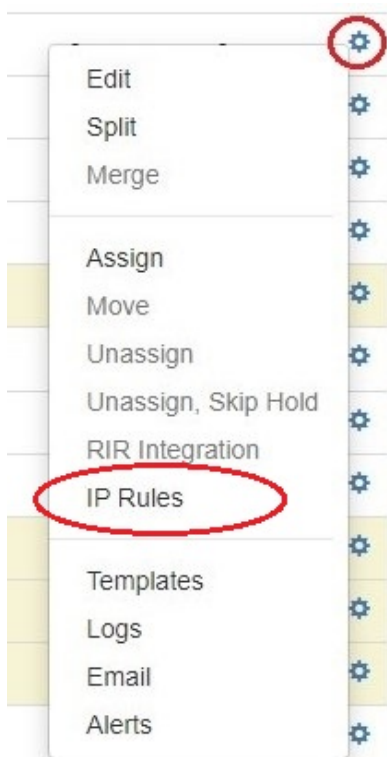 Edit
Split
Merge
Assign
Move
Unassign
Unassign, Skip Hold
RIR Integration
IP Rules
Templates
Logs
Email
Alerts